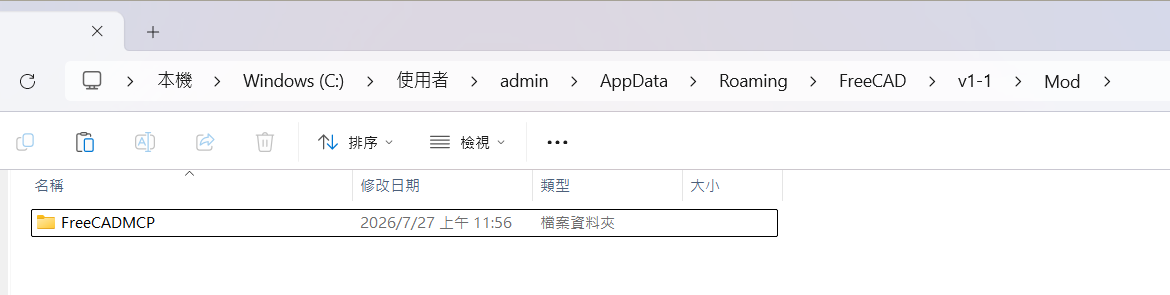 本機 > Windows (C:) > 使用者 > admin > AppData > Roaming > FreeCAD > v1-1 > Mod >
排序 檢視
名稱 修改日期 類型 大小
FreeCADMCP 2026/7/27 上午 11:56 檔案資料夾